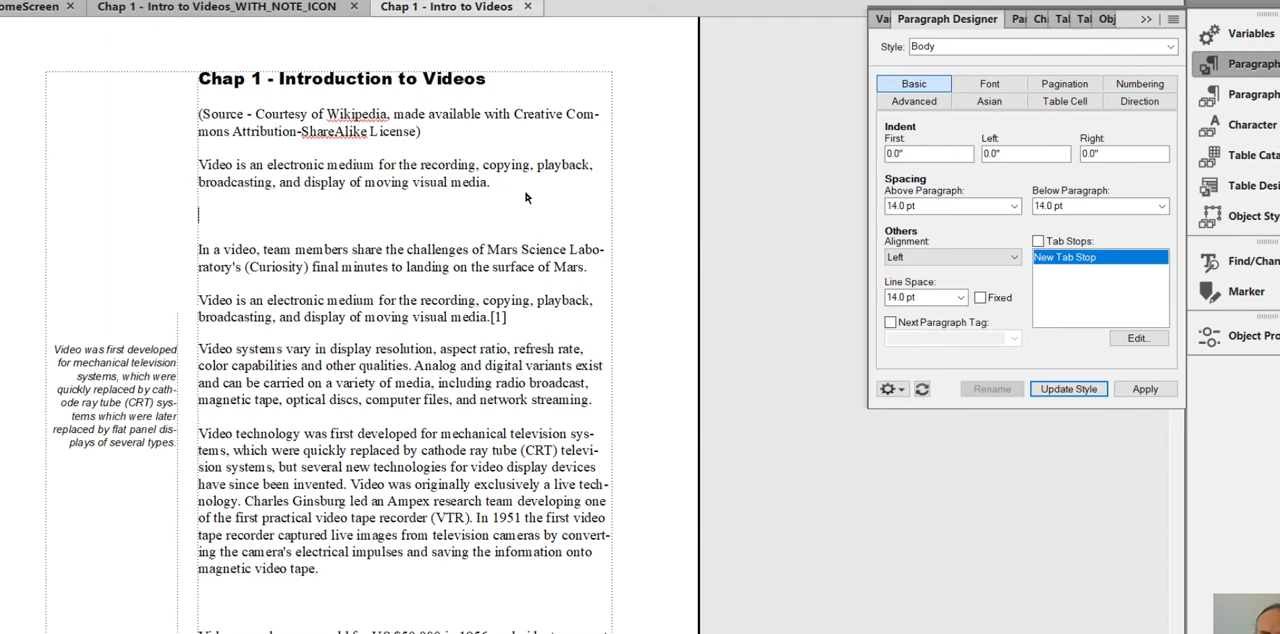 omeScreen
Chap 1 - Intro to Videos_WITH_NOTE_ICON
Chap 1 - Intro to Videos
Chap 1 - Introduction to Videos
(Source - Courtesy of Wikipedia, made available with Creative Com-
mons Attribution-ShareAlike License)
Video is an electronic medium for the recording, copying, playback,
broadcasting, and display of moving visual media.
In a video, team members share the challenges of Mars Science Labo-
ratory's (Curiosity) final minutes to landing on the surface of Mars.
Video is an electronic medium for the recording, copying, playback,
broadcasting, and display of moving visual media.[1]
Video was first developed
for mechanical television
systems, which were
quickly replaced by cath-
ode ray tube (CRT) sys-
tems which were later
replaced by flat panel dis-
plays of several types.
Video systems vary in display resolution, aspect ratio, refresh rate,
color capabilities and other qualities. Analog and digital variants exist
and can be carried on a variety of media, including radio broadcast,
magnetic tape, optical discs, computer files, and network streaming.
Video technology was first developed for mechanical television sys-
tems, which were quickly replaced by cathode ray tube (CRT) televi-
sion systems, but several new technologies for video display devices
have since been invented. Video was originally exclusively a live tech-
nology. Charles Ginsburg led an Ampex research team developing one
of the first practical video tape recorder (VTR). In 1951 the first video
tape recorder captured live images from television cameras by convert-
ing the camera's electrical impulses and saving the information onto
magnetic video tape.
Va Paragraph Designer Pa Ch Tal Tal Obj >>
Style: Body
Basic Font Pagination Numbering
Advanced Asian Table Cell Direction
Indent
First: Left: Right:
0.0" 0.0" 0.0"
Spacing
Above Paragraph: Below Paragraph:
14.0 pt 14.0 pt
Others
Alignment: Tab Stops:
Left New Tab Stop
Line Space:
14.0 pt Fixed
Next Paragraph Tag:
Edit...
Rename Update Style Apply
Variables
Paragraph
Paragraph
Character
Table Cata
Table Desi
Object Sty
Find/Chan
Marker
Object Pro